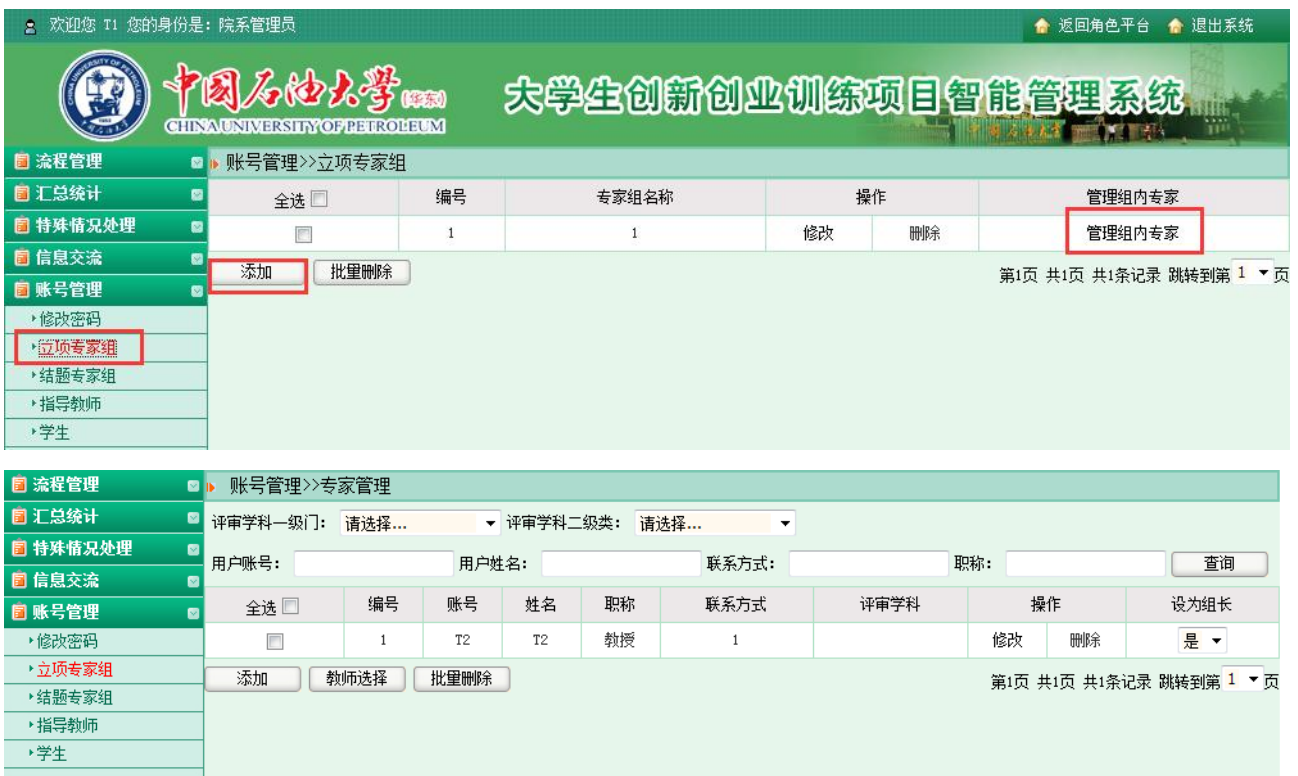 欢迎您 T1 您的身份是：院系管理员 返回角色平台 退出系统
中国石油大学(华东) 大学生创新创业训练项目智能管理系统
CHINA UNIVERSITY OF PETROLEUM
流程管理 账号管理>>立项专家组
汇总统计 全选 编号 专家组名称 操作 管理组内专家
特殊情况处理 1 1 修改 删除 管理组内专家
信息交流 添加 批量删除 第1页 共1页 共1条记录 跳转到第 1 页
账号管理
修改密码
立项专家组
结题专家组
指导教师
学生
流程管理 账号管理>>专家管理
汇总统计 评审学科一级门： 请选择... 评审学科二级类： 请选择...
特殊情况处理 用户账号： 用户姓名： 联系方式： 职称： 查询
信息交流
账号管理 全选 编号 账号 姓名 职称 联系方式 评审学科 操作 设为组长
修改密码 1 T2 T2 教授 1 修改 删除 是
立项专家组 添加 教师选择 批量删除 第1页 共1页 共1条记录 跳转到第 1 页
结题专家组
指导教师
学生